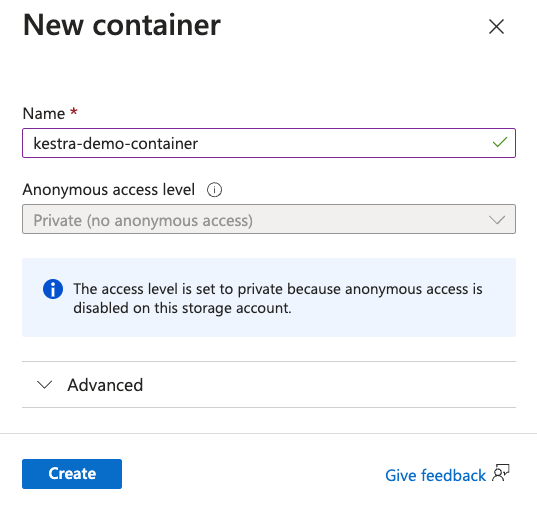 New container
Name *
kestra-demo-container
Anonymous access level
Private (no anonymous access)
The access level is set to private because anonymous access is
disabled on this storage account.
Advanced
Create
Give feedback